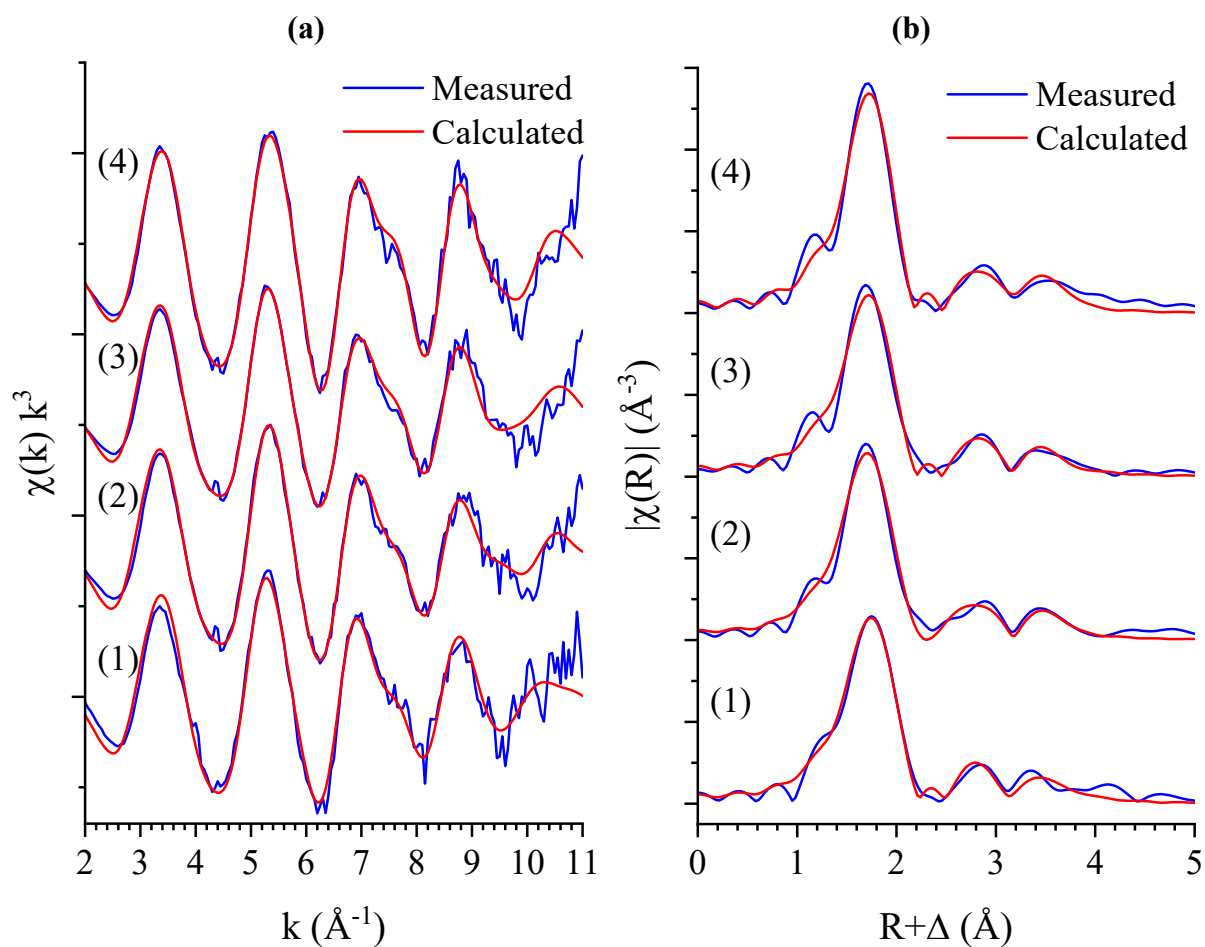 (a)
Measured
Calculated
(4)
(3)
(2)
(1)
χ(k) k³
2 3 4 5 6 7 8 9 10 11
k (Å⁻¹)
(b)
Measured
Calculated
(4)
(3)
(2)
(1)
|χ(R)| (Å⁻³)
0 1 2 3 4 5
R+Δ (Å)